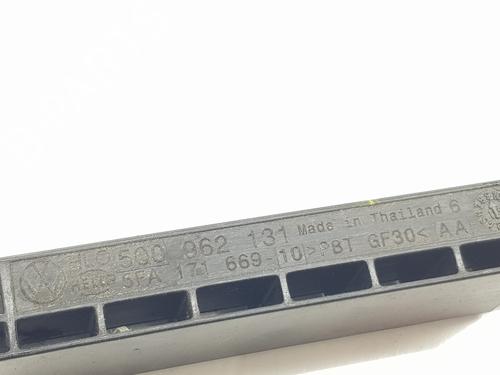 5Q0 962 131 Made in Thailand 6
5FA 171 669-10 >PBT GF30< AA